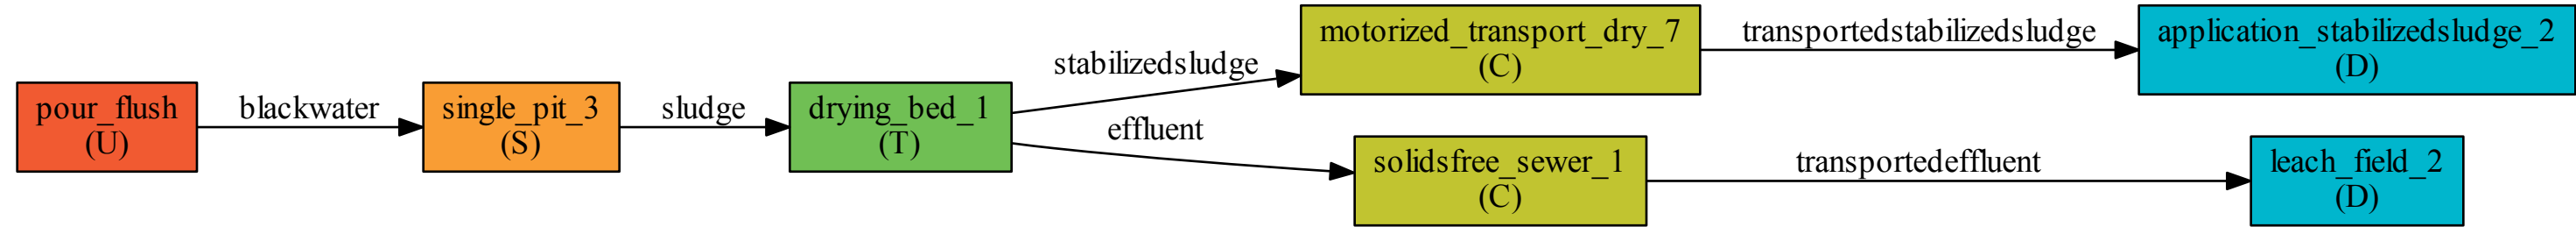 pour_flush
(U)
blackwater
single_pit_3
(S)
sludge
drying_bed_1
(T)
stabilizedsludge
motorized_transport_dry_7
(C)
transportedstabilizedsludge
application_stabilizedsludge_2
(D)
effluent
solidsfree_sewer_1
(C)
transportedeffluent
leach_field_2
(D)